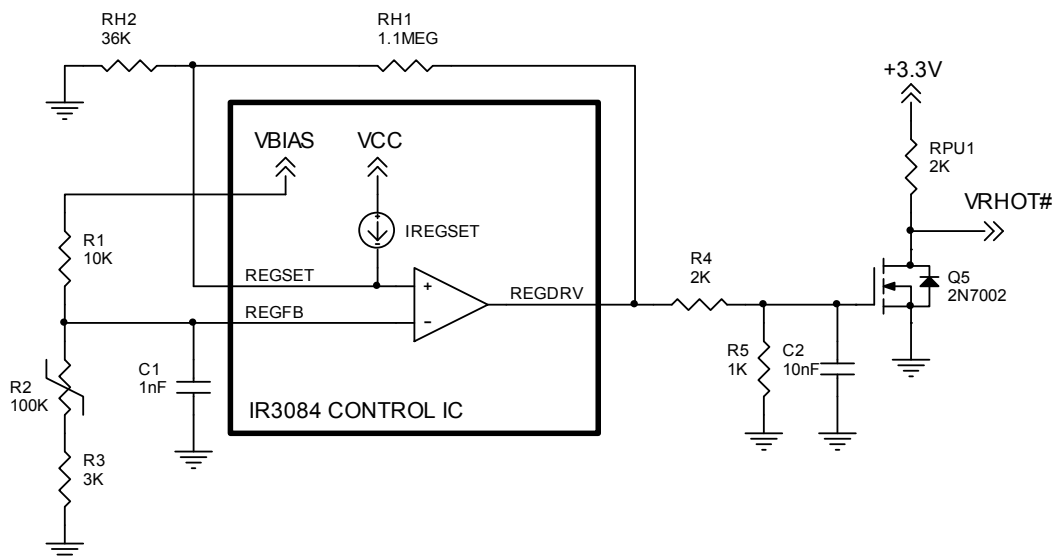 RH2
36K
RH1
1.1MEG
+3.3V
VBIAS
VCC
RPU1
2K
VRHOT#
IREGSET
R1
10K
REGSET
+
R4
2K
REGDRV
Q5
2N7002
REGFB
-
R2
100K
C1
1nF
R5
1K
C2
10nF
IR3084 CONTROL IC
R3
3K